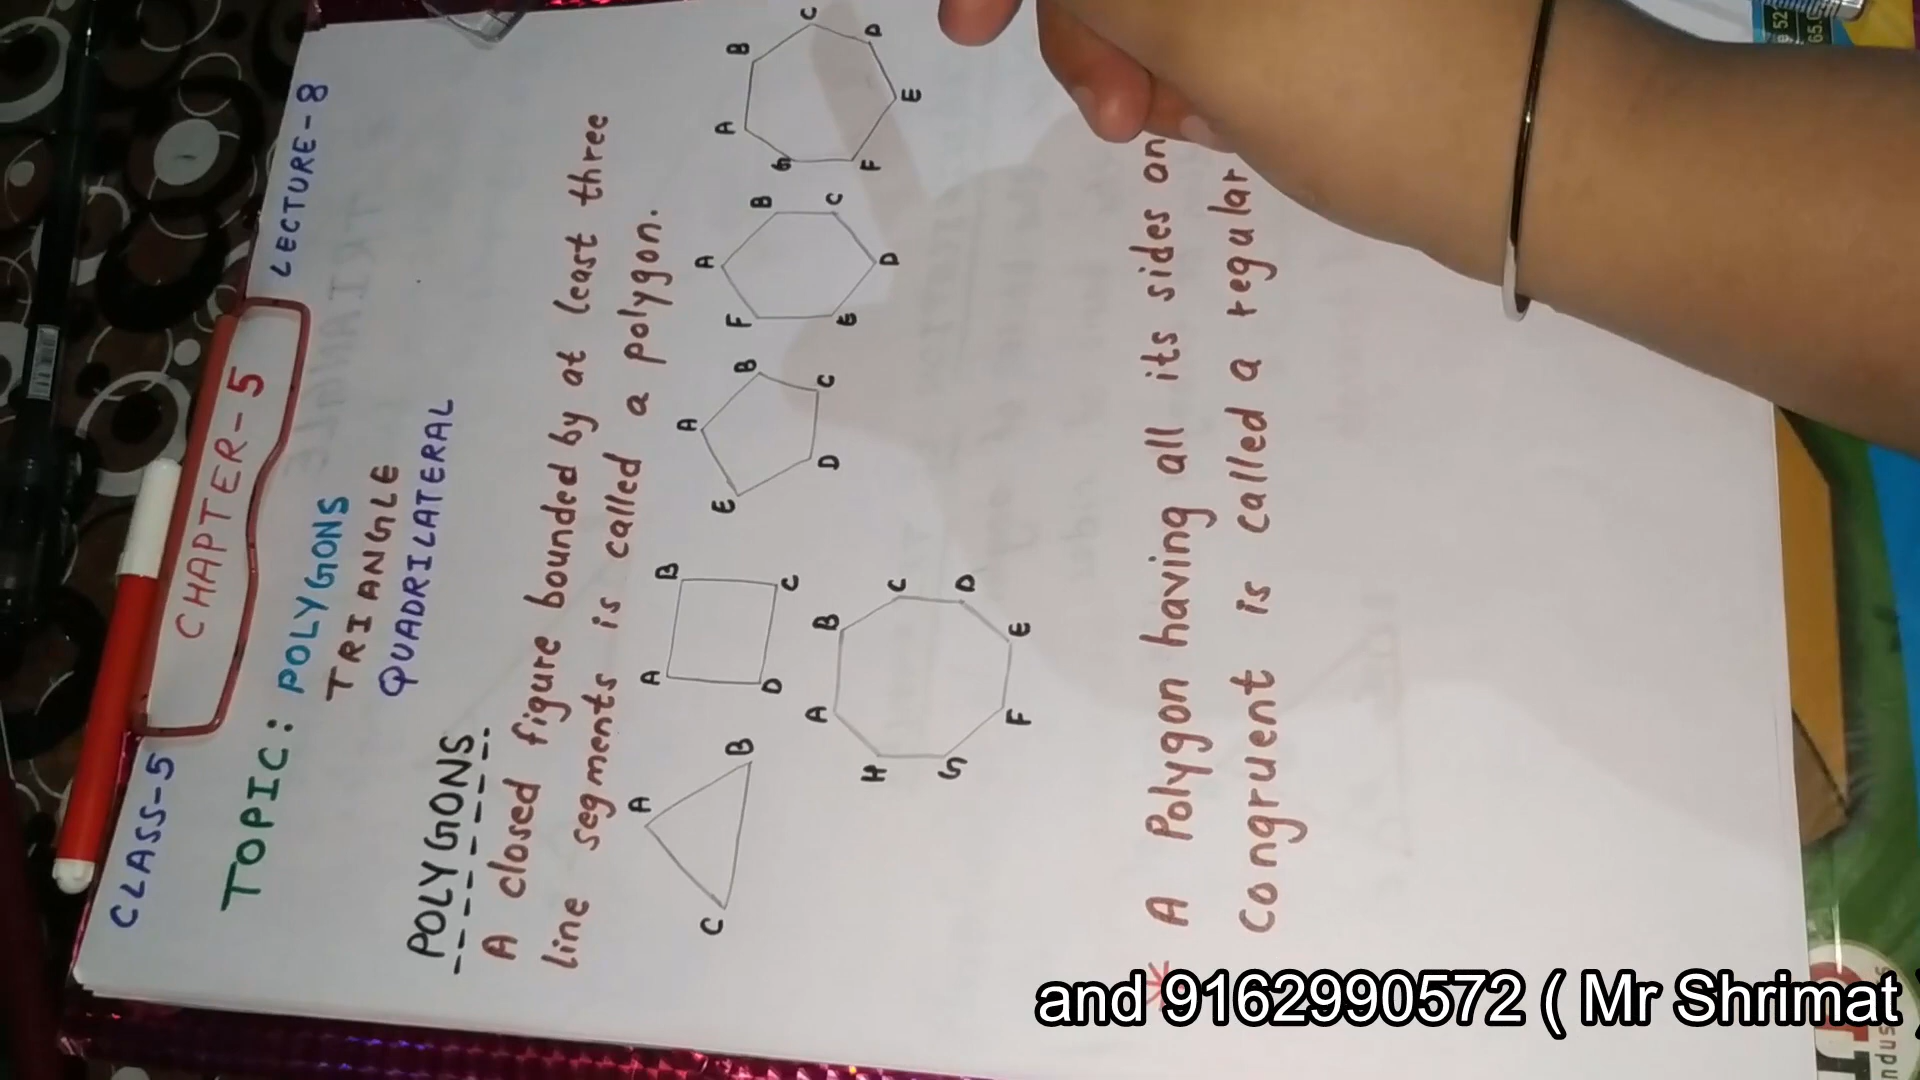 CLASS-5
CHAPTER-5
LECTURE-8
TOPIC: POLYGONS
TRIANGLE
QUADRILATERAL
POLYGONS
A closed figure bounded by at least three
line segments is called a polygon.
A
B
C
A
B
C
D
A
B
C
D
E
A
B
C
D
E
F
A
B
C
D
E
F
G
A
B
C
D
E
F
G
H
* A Polygon having all its sides
congruent is called a regular
and 9162990572 ( Mr Shrimat )